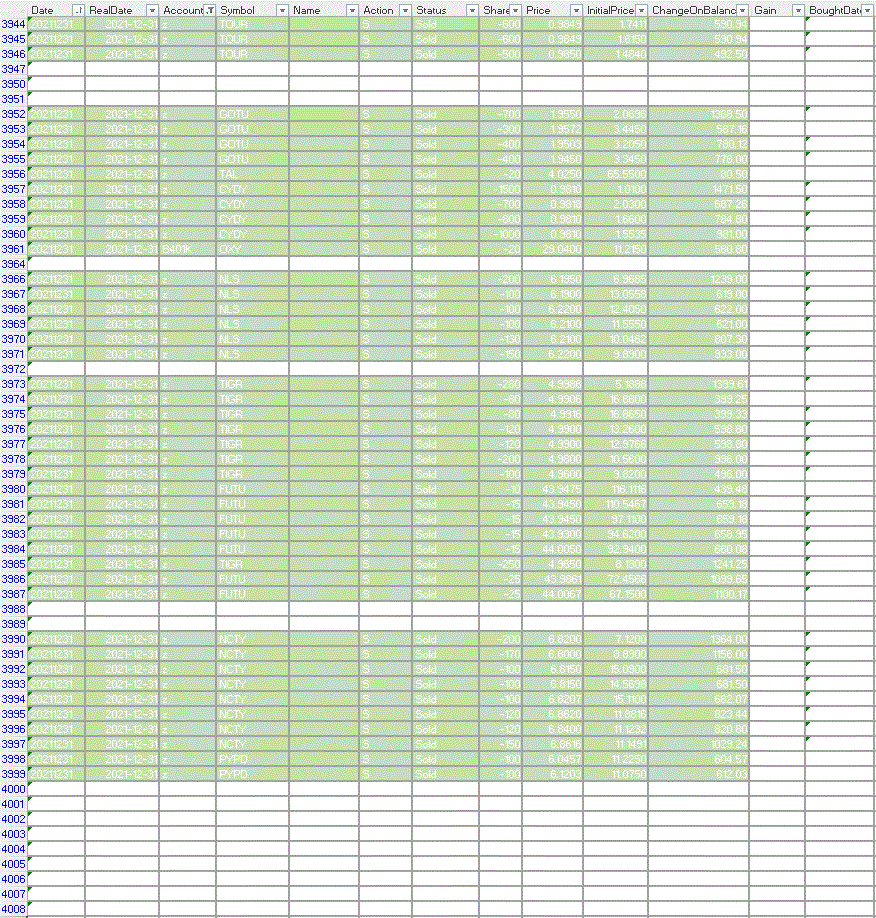 Date RealDate Account Symbol Name Action Status Share Price InitialPrice ChangeOnBalanc Gain BoughtDate
3944 20211231 2021-12-31 z TOUR S Sold -600 0.9849 1.7411 590.94
3945 20211231 2021-12-31 z TOUR S Sold -600 0.9849 1.6150 590.94
3946 20211231 2021-12-31 z TOUR S Sold -500 0.9850 1.4840 492.50
3947
3950
3951
3952 20211231 2021-12-31 z GOTU S Sold -700 1.9550 2.0636 1368.50
3953 20211231 2021-12-31 z GOTU S Sold -300 1.9572 3.4450 587.16
3954 20211231 2021-12-31 z GOTU S Sold -400 1.9503 3.2050 780.12
3955 20211231 2021-12-31 z GOTU S Sold -400 1.9450 3.3450 778.00
3956 20211231 2021-12-31 z TAL S Sold -20 4.0250 65.5500 80.50
3957 20211231 2021-12-31 z CYDY S Sold -1500 0.9810 1.0100 1471.50
3958 20211231 2021-12-31 z CYDY S Sold -700 0.9818 2.0300 687.26
3959 20211231 2021-12-31 z CYDY S Sold -800 0.9810 1.6600 784.80
3960 20211231 2021-12-31 z CYDY S Sold -1000 0.9810 1.5535
3961 20211231 2021-12-31 B401K OXY S Sold -20 29.0400 11.2150 580.80
3964
3966 20211231 2021-12-31 z NLS S Sold -200 6.1950 6.9685 1239.00
3967 20211231 2021-12-31 z NLS S Sold -100 6.1900 13.0559 619.00
3968 20211231 2021-12-31 z NLS S Sold -100 6.2200 12.4050 622.00
3969 20211231 2021-12-31 z NLS S Sold -100 6.2100 11.5550 621.00
3970 20211231 2021-12-31 z NLS S Sold -130 6.2100 10.0462 807.30
3971 20211231 2021-12-31 z NLS S Sold -150 6.2200 9.8900 933.00
3972
3973 20211231 2021-12-31 z TIGR S Sold 5.1888
3974 20211231 2021-12-31 z TIGR S Sold -80 4.9906 16.8800 399.25
3975 20211231 2021-12-31 z TIGR S Sold -80 4.9916 16.8650 399.33
3976 20211231 2021-12-31 z TIGR S Sold -120 4.9900 13.2600 598.80
3977 20211231 2021-12-31 z TIGR S Sold -120 4.9900 12.9766 598.80
3978 20211231 2021-12-31 z TIGR S Sold -200 4.9800 10.5600 996.00
3979 20211231 2021-12-31 z TIGR S Sold -100 4.9600 9.8200 496.00
3980 20211231 2021-12-31 z FUTU S Sold -10 43.9475 116.1116 439.48
3981 20211231 2021-12-31 z FUTU S Sold -15 43.9450 110.5467 659.18
3982 20211231 2021-12-31 z FUTU S Sold -15 43.9450 97.1100 659.18
3983 20211231 2021-12-31 z FUTU S Sold -15 43.9300 94.6200 658.95
3984 20211231 2021-12-31 z FUTU S Sold -15 44.0050 92.9400 660.08
3985 20211231 2021-12-31 z TIGR S Sold -250 4.9650 8.1900 1241.25
3986 20211231 2021-12-31 z FUTU S Sold -25 43.9861 72.4566 1099.65
3987 20211231 2021-12-31 z FUTU S Sold -25 44.0067 67.1500 1100.17
3988
3989
3990 20211231 2021-12-31 z NCTY S Sold -200 6.8200 7.1200 1364.00
3991 20211231 2021-12-31 z NCTY S Sold -170 6.8000 8.8900 1156.00
3992 20211231 2021-12-31 z NCTY S Sold -100 6.8150 15.0900 681.50
3993 20211231 2021-12-31 z NCTY S Sold -100 6.8150 14.5698 681.50
3994 20211231 2021-12-31 z NCTY S Sold -100 15.1100
3995 20211231 2021-12-31 z NCTY S Sold -120 6.8620 11.8816 823.44
3996 20211231 2021-12-31 z NCTY S Sold -120 6.8400 11.1232 820.80
3997 20211231 2021-12-31 z NCTY S Sold -150 6.8616 11.1491 1029.24
3998 20211231 2021-12-31 z PYPD S Sold -100 6.0457 11.2250 604.57
3999 20211231 2021-12-31 z PYPD S Sold -100 6.1203 11.0750 612.03
4000
4001
4002
4003
4004
4005
4006
4007
4008